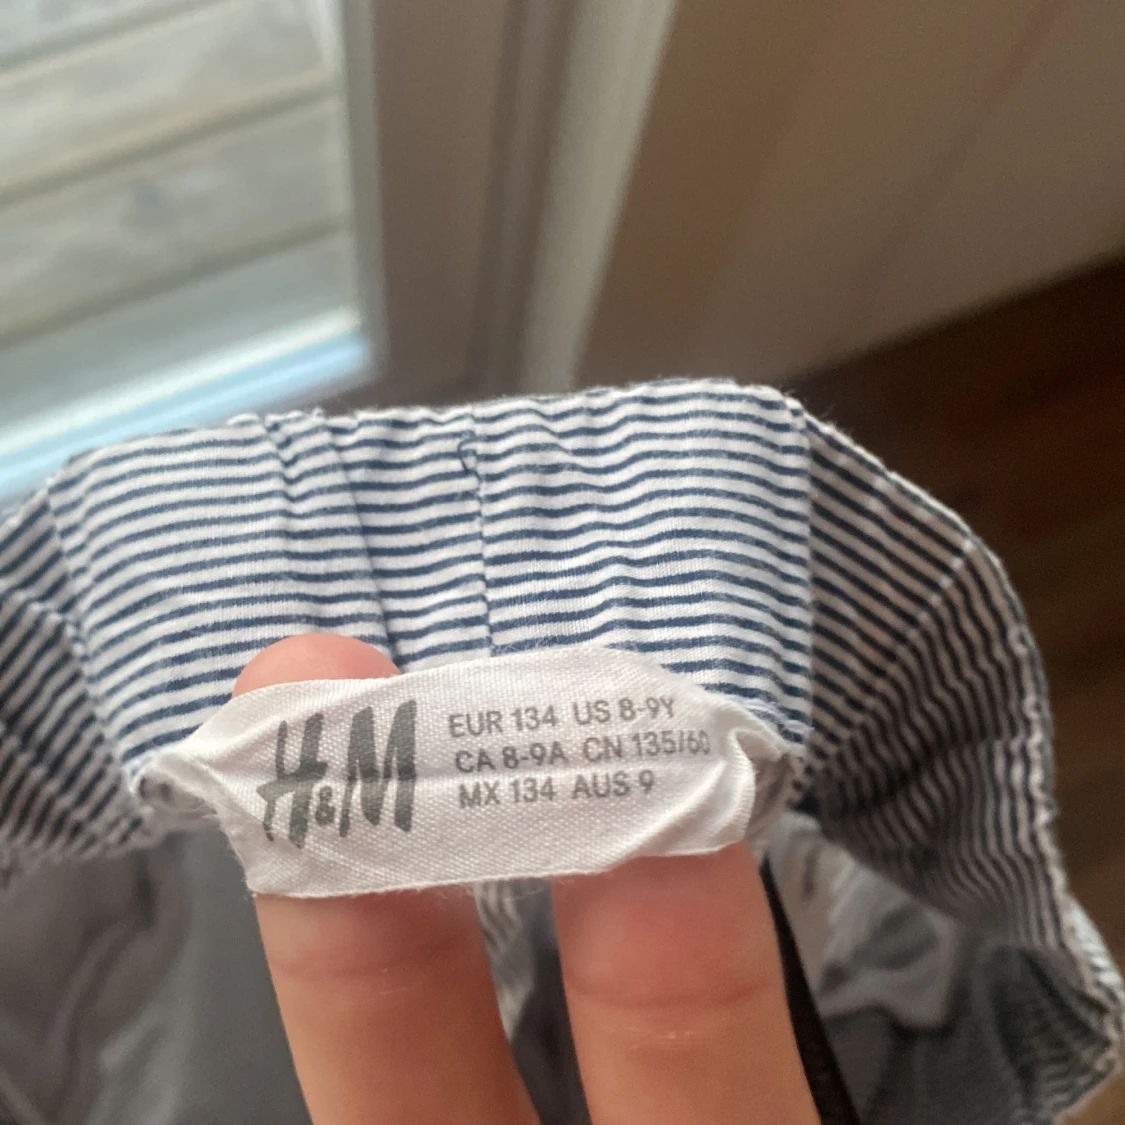 H&M
EUR 134 US 8-9Y
CA 8-9A CN 135/60
MX 134 AUS 9